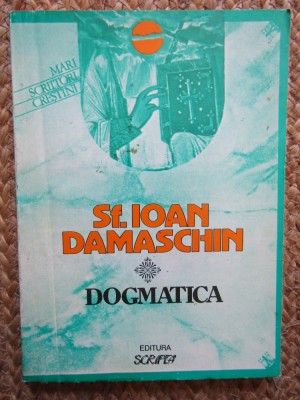 MARI
SCRIITORI
CREȘTINI
Sf. IOAN
DAMASCHIN
DOGMATICA
EDITURA
SCRIPTA